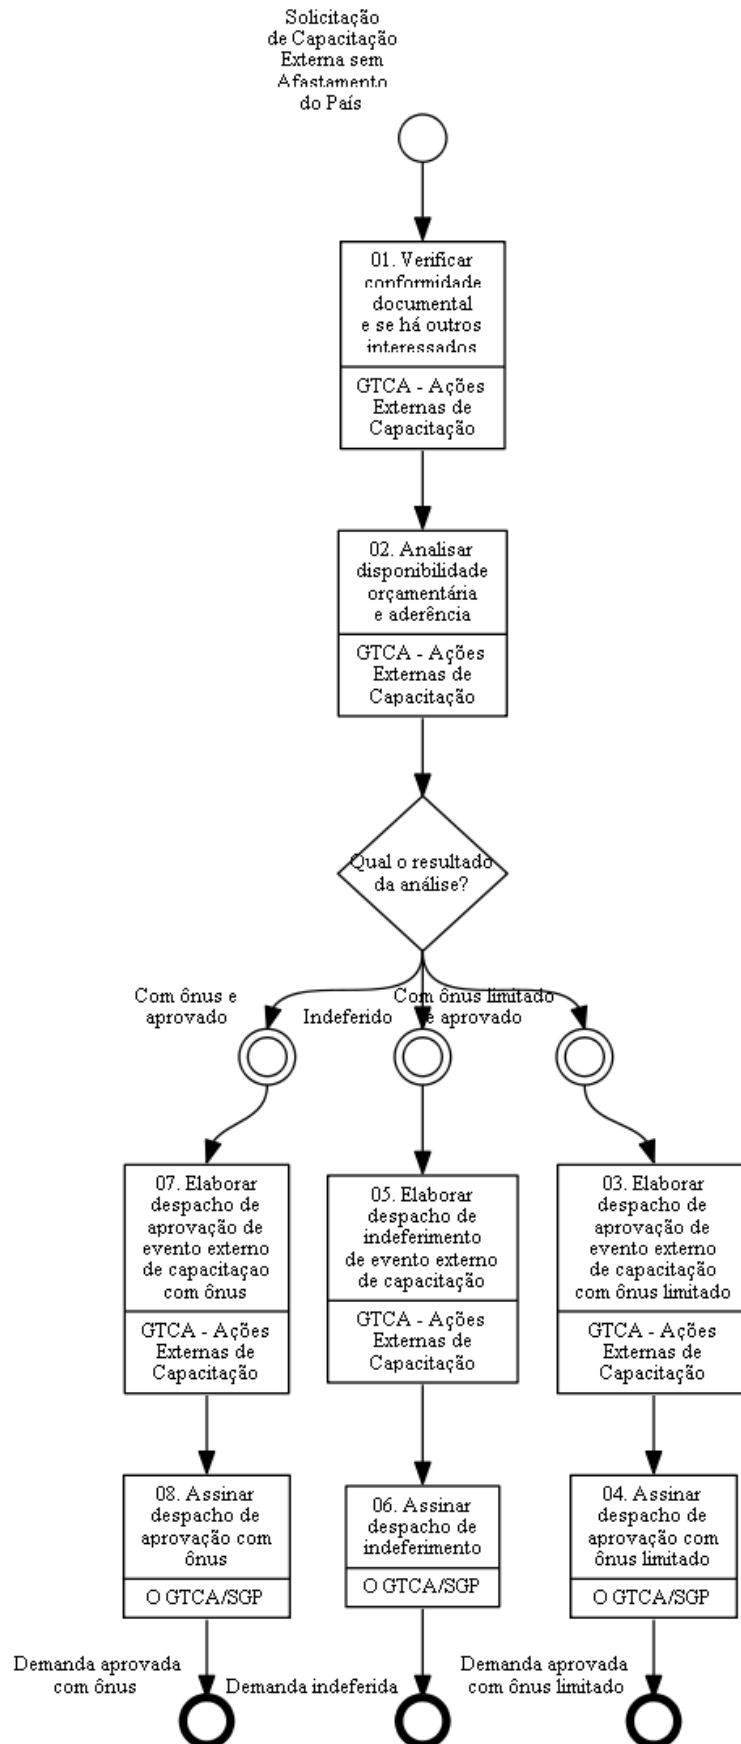 Solicitação
de Capacitação
Externa sem
Afastamento
do País
01. Verificar
conformidade
documental
e se há outros
interessados
GTCA - Ações
Externas de
Capacitação
02. Analisar
disponibilidade
orçamentária
e aderência
GTCA - Ações
Externas de
Capacitação
Qual o resultado
da análise?
Com ônus e
aprovado
Indeferido
Com ônus limitado
e aprovado
07. Elaborar
despacho de
aprovação de
evento externo
de capacitaçao
com ônus
GTCA - Ações
Externas de
Capacitação
05. Elaborar
despacho de
indeferimento
de evento externo
de capacitação
GTCA - Ações
Externas de
Capacitação
03. Elaborar
despacho de
aprovação de
evento externo
de capacitação
com ônus limitado
GTCA - Ações
Externas de
Capacitação
08. Assinar
despacho de
aprovação com
ônus
O GTCA/SGP
06. Assinar
despacho de
indeferimento
O GTCA/SGP
04. Assinar
despacho de
aprovação com
ônus limitado
O GTCA/SGP
Demanda aprovada
com ônus
Demanda indeferida
Demanda aprovada
com ônus limitado